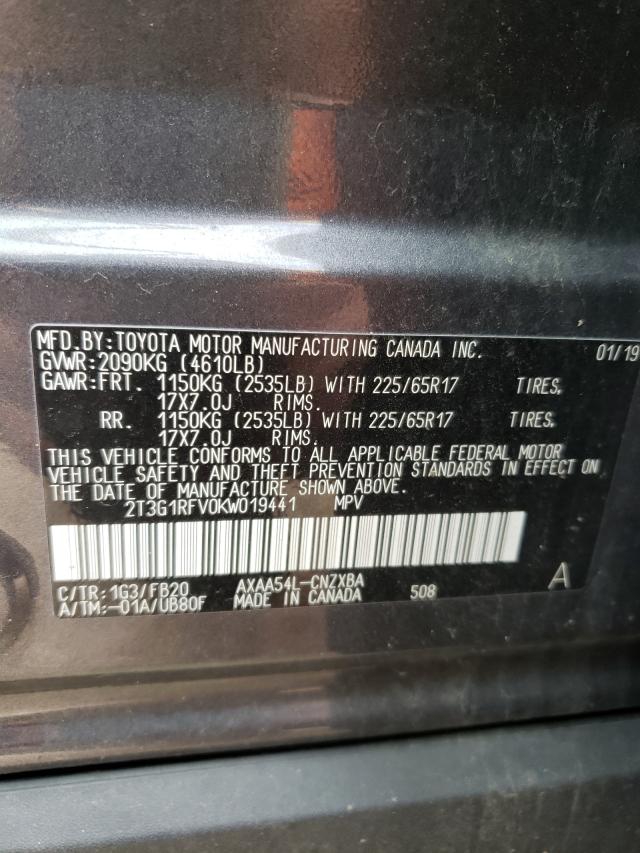 MFD.BY:TOYOTA MOTOR MANUFACTURING CANADA INC. 01/19
GVWR:2090KG (4610LB)
GAWR:FRT. 1150KG (2535LB) WITH 225/65R17 TIRES,
17X7.0J RIMS.
RR. 1150KG (2535LB) WITH 225/65R17 TIRES,
17X7.0J RIMS.
THIS VEHICLE CONFORMS TO ALL APPLICABLE FEDERAL MOTOR
VEHICLE SAFETY AND THEFT PREVENTION STANDARDS IN EFFECT ON
THE DATE OF MANUFACTURE SHOWN ABOVE.
2T3G1RFV0KW019441 MPV
C/TR:1G3/FB20 AXAA54L-CNZXBA A
A/TM:-01A/UB80F MADE IN CANADA 508